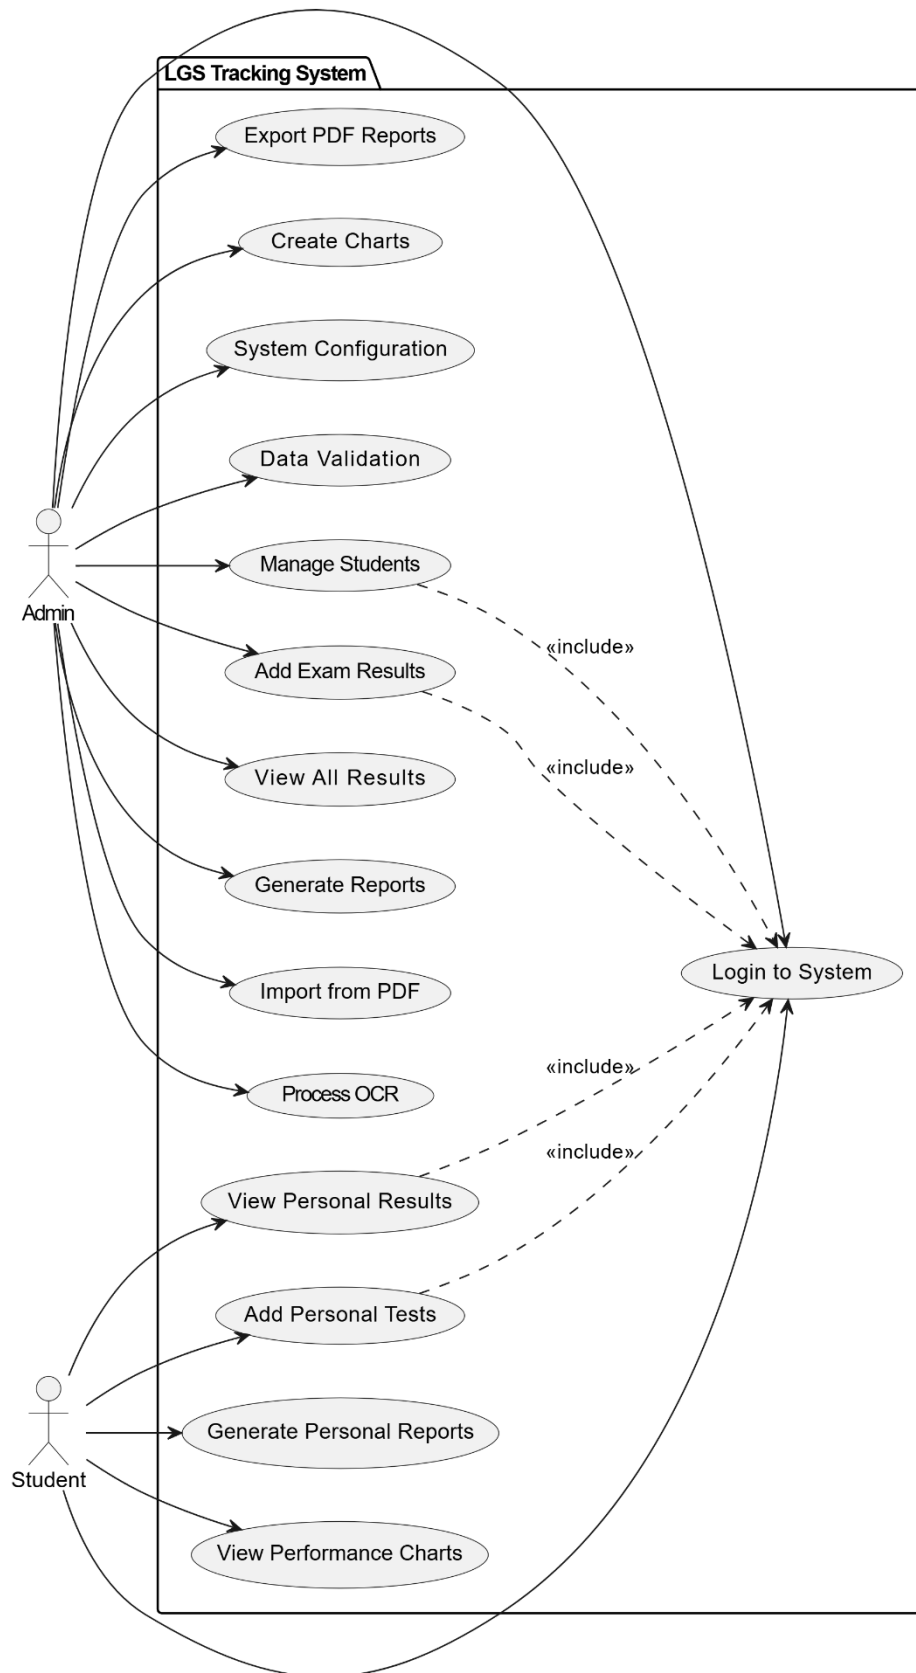 LGS Tracking System
Export PDF Reports
Create Charts
System Configuration
Data Validation
Manage Students
Admin
«include»
Add Exam Results
«include»
View All Results
Generate Reports
Login to System
Import from PDF
«include»
Process OCR
«include»
View Personal Results
Add Personal Tests
Generate Personal Reports
Student
View Performance Charts